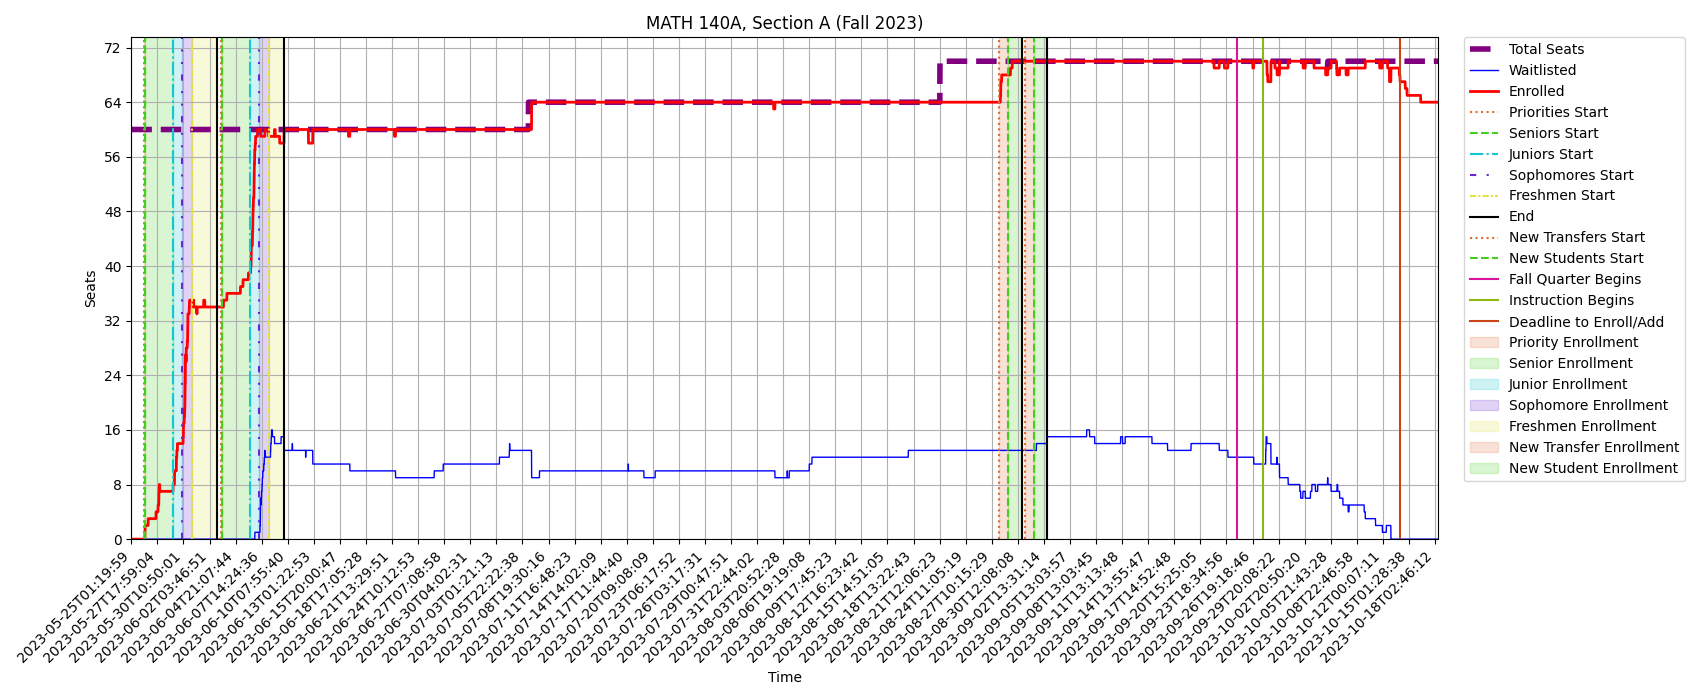 MATH 140A, Section A (Fall 2023)
72
64
56
48
40
32
24
16
8
0
Seats
2023-05-25T01:19:59
2023-05-27T17:59:04
2023-05-30T10:50:01
2023-06-02T03:46:51
2023-06-04T21:07:44
2023-06-07T14:24:36
2023-06-10T07:55:40
2023-06-13T01:22:53
2023-06-15T20:00:47
2023-06-18T17:05:28
2023-06-21T13:29:51
2023-06-24T10:12:53
2023-06-27T07:08:58
2023-06-30T04:02:31
2023-07-03T01:21:13
2023-07-05T22:22:38
2023-07-08T19:30:16
2023-07-11T16:48:23
2023-07-14T14:02:09
2023-07-17T11:44:40
2023-07-20T09:08:09
2023-07-23T06:17:52
2023-07-26T03:17:31
2023-07-29T00:47:51
2023-07-31T22:44:02
2023-08-03T20:52:28
2023-08-06T19:19:08
2023-08-09T17:45:23
2023-08-12T16:23:42
2023-08-15T14:51:05
2023-08-18T13:22:43
2023-08-21T12:06:23
2023-08-24T11:05:19
2023-08-27T10:15:29
2023-08-30T12:08:08
2023-09-02T13:31:14
2023-09-05T13:03:57
2023-09-08T13:03:45
2023-09-11T13:13:48
2023-09-14T13:55:47
2023-09-17T14:52:48
2023-09-20T15:25:05
2023-09-23T18:34:56
2023-09-26T19:18:46
2023-09-29T20:08:22
2023-10-02T20:50:20
2023-10-05T21:43:28
2023-10-08T22:46:58
2023-10-12T00:07:11
2023-10-15T01:28:38
2023-10-18T02:46:12
Time
Total Seats
Waitlisted
Enrolled
Priorities Start
Seniors Start
Juniors Start
Sophomores Start
Freshmen Start
End
New Transfers Start
New Students Start
Fall Quarter Begins
Instruction Begins
Deadline to Enroll/Add
Priority Enrollment
Senior Enrollment
Junior Enrollment
Sophomore Enrollment
Freshmen Enrollment
New Transfer Enrollment
New Student Enrollment